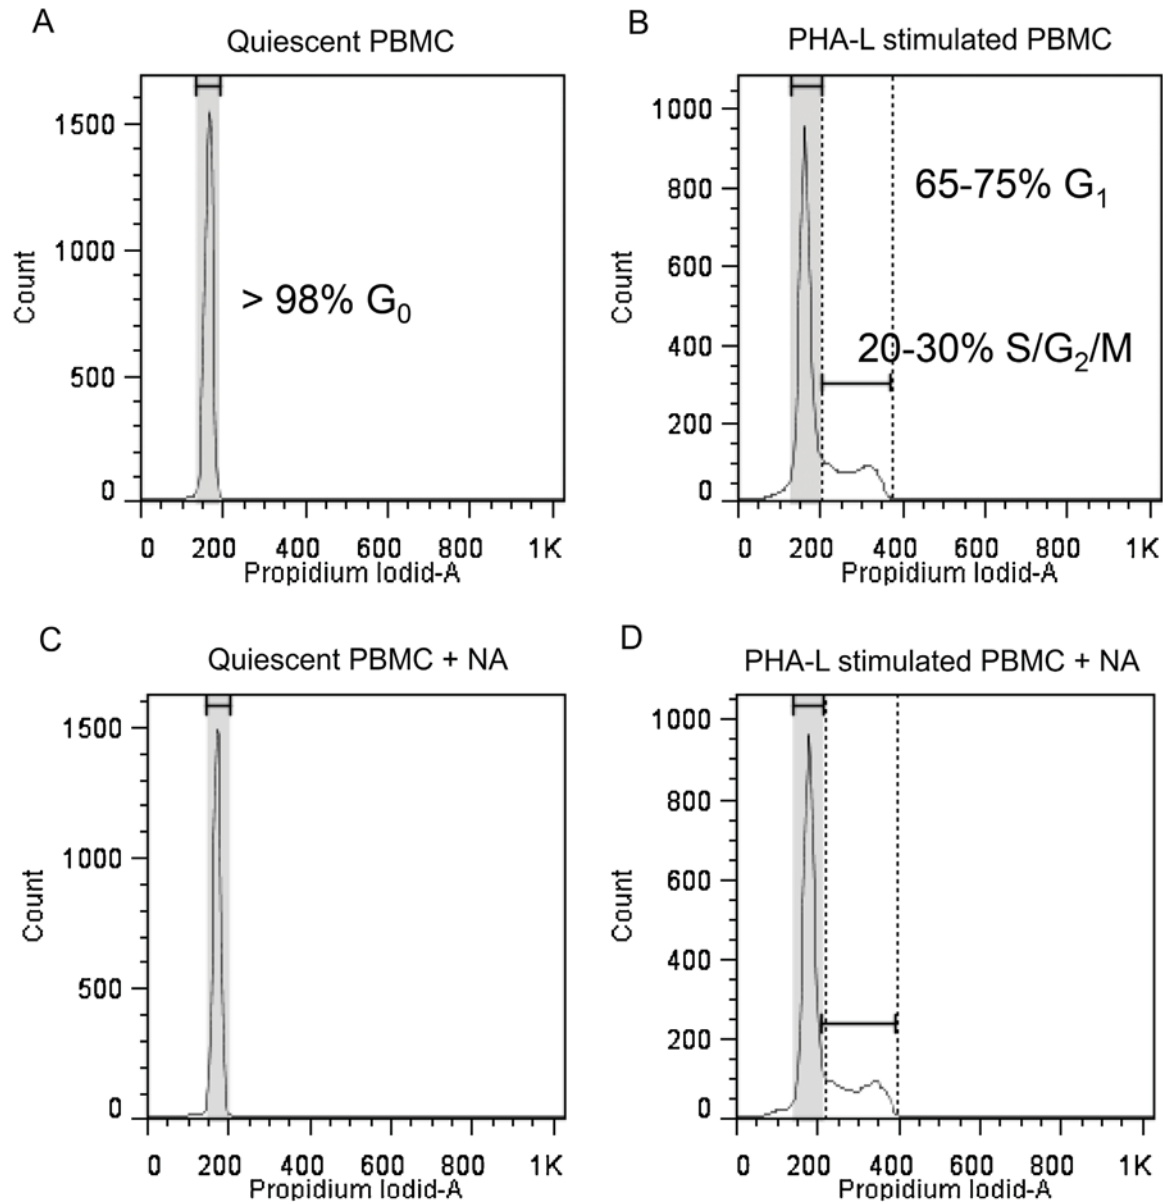 A
Quiescent PBMC
1500
1000
500
0
Count
> 98% G₀
0 200 400 600 800 1K
Propidium Iodid-A
B
PHA-L stimulated PBMC
1000
800
600
400
200
0
Count
65-75% G₁
20-30% S/G₂/M
0 200 400 600 800 1K
Propidium Iodid-A
C
Quiescent PBMC + NA
1500
1000
500
0
Count
0 200 400 600 800 1K
Propidium Iodid-A
D
PHA-L stimulated PBMC + NA
1000
800
600
400
200
0
Count
0 200 400 600 800 1K
Propidium Iodid-A